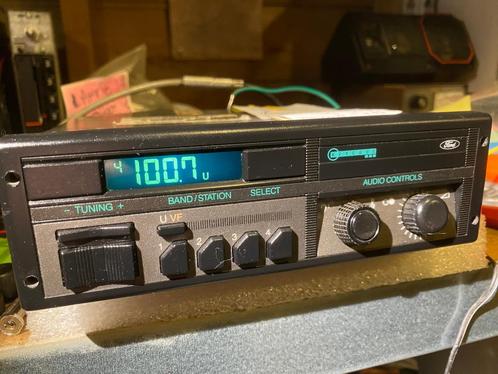 4 100.7 U
Ford
- TUNING +
BAND/STATION SELECT
AUDIO CONTROLS
U VF
1 2 3 4